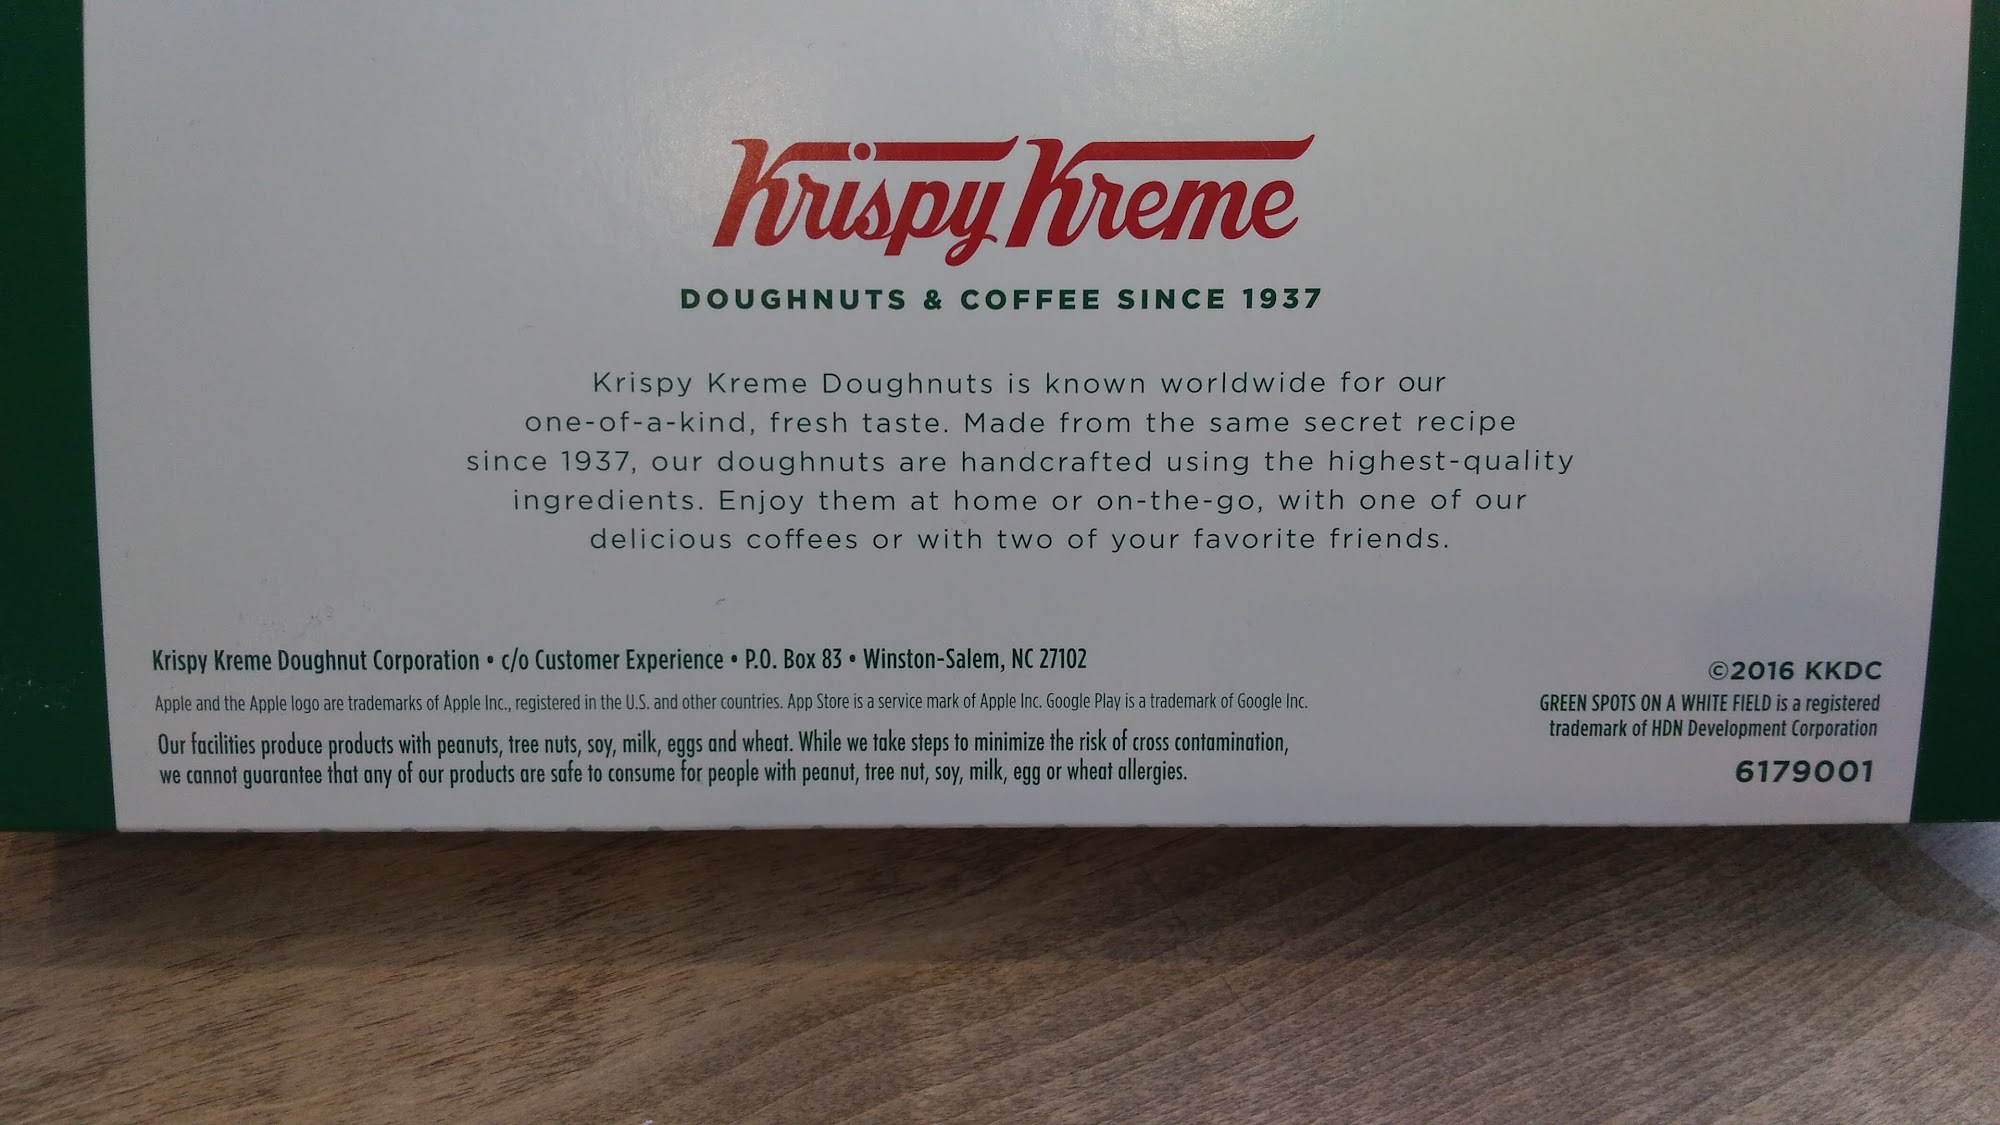 Krispy Kreme
DOUGHNUTS & COFFEE SINCE 1937
Krispy Kreme Doughnuts is known worldwide for our
one-of-a-kind, fresh taste. Made from the same secret recipe
since 1937, our doughnuts are handcrafted using the highest-quality
ingredients. Enjoy them at home or on-the-go, with one of our
delicious coffees or with two of your favorite friends.
Krispy Kreme Doughnut Corporation • c/o Customer Experience • P.O. Box 83 • Winston-Salem, NC 27102
Apple and the Apple logo are trademarks of Apple Inc., registered in the U.S. and other countries. App Store is a service mark of Apple Inc. Google Play is a trademark of Google Inc.
Our facilities produce products with peanuts, tree nuts, soy, milk, eggs and wheat. While we take steps to minimize the risk of cross contamination,
we cannot guarantee that any of our products are safe to consume for people with peanut, tree nut, soy, milk, egg or wheat allergies.
©2016 KKDC
GREEN SPOTS ON A WHITE FIELD is a registered
trademark of HDN Development Corporation
6179001